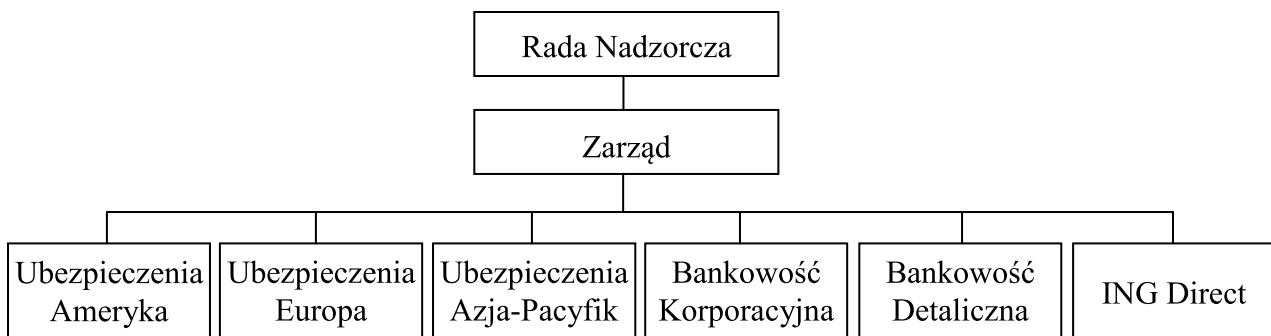 Rada Nadzorcza
Zarząd
Ubezpieczenia
Ameryka
Ubezpieczenia
Europa
Ubezpieczenia
Azja-Pacyfik
Bankowość
Korporacyjna
Bankowość
Detaliczna
ING Direct